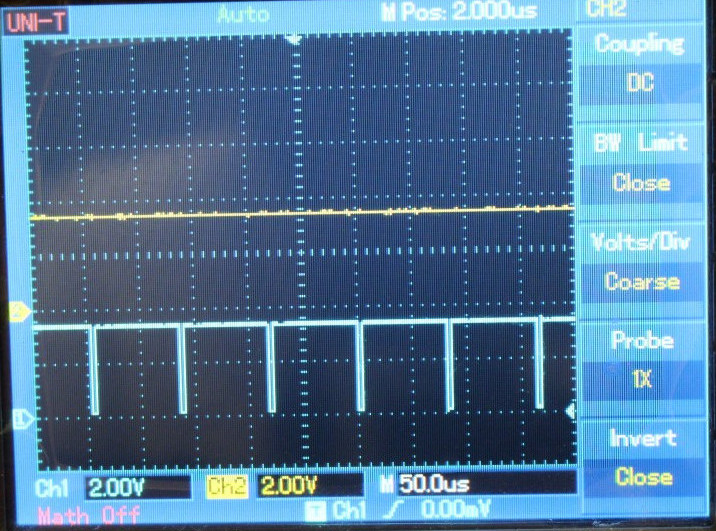 UNI-T Auto M Pos: 2.000us CH2
Coupling
DC
BW Limit
Close
Volts/Div
Coarse
Probe
1X
Invert
Close
2
1
Ch1 2.00V Ch2 2.00V M 50.0us
Math Off T Ch1 0.00mV